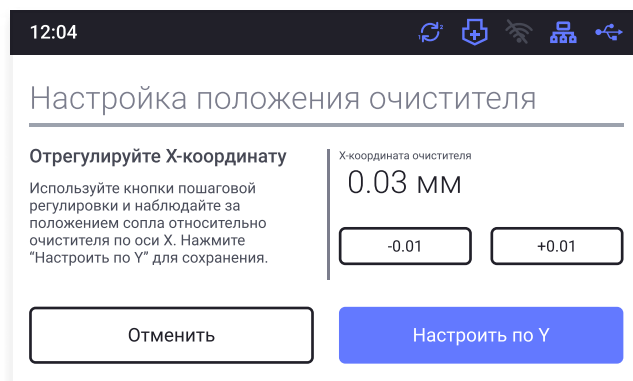 12:04
Настройка положения очистителя
Отрегулируйте X-координату
Используйте кнопки пошаговой
регулировки и наблюдайте за
положением сопла относительно
очистителя по оси X. Нажмите
“Настроить по Y” для сохранения.
X-координата очистителя
0.03 мм
-0.01
+0.01
Отменить
Настроить по Y